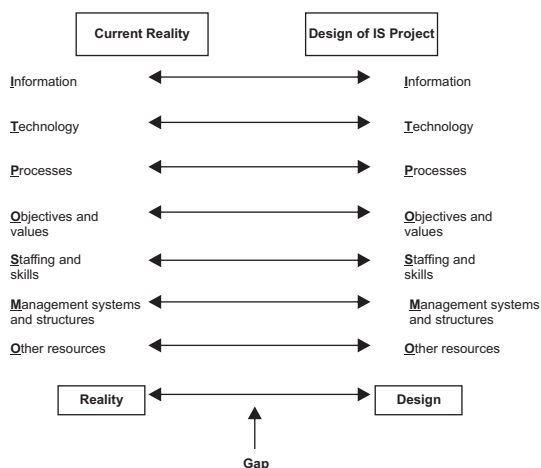 Current Reality
Design of IS Project
Information
Information
Technology
Technology
Processes
Processes
Objectives and
values
Objectives and
values
Staffing and
skills
Staffing and
skills
Management systems
and structures
Management systems
and structures
Other resources
Other resources
Reality
Design
Gap